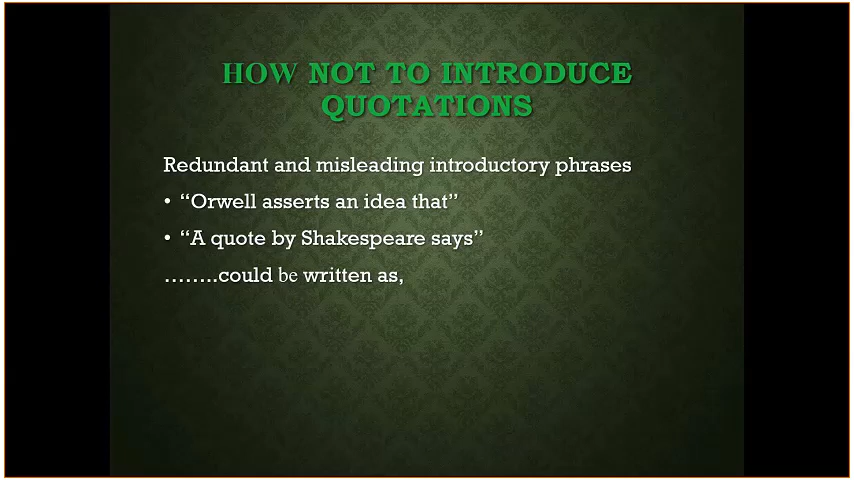 HOW NOT TO INTRODUCE
QUOTATIONS
Redundant and misleading introductory phrases
• “Orwell asserts an idea that”
• “A quote by Shakespeare says”
........could be written as,